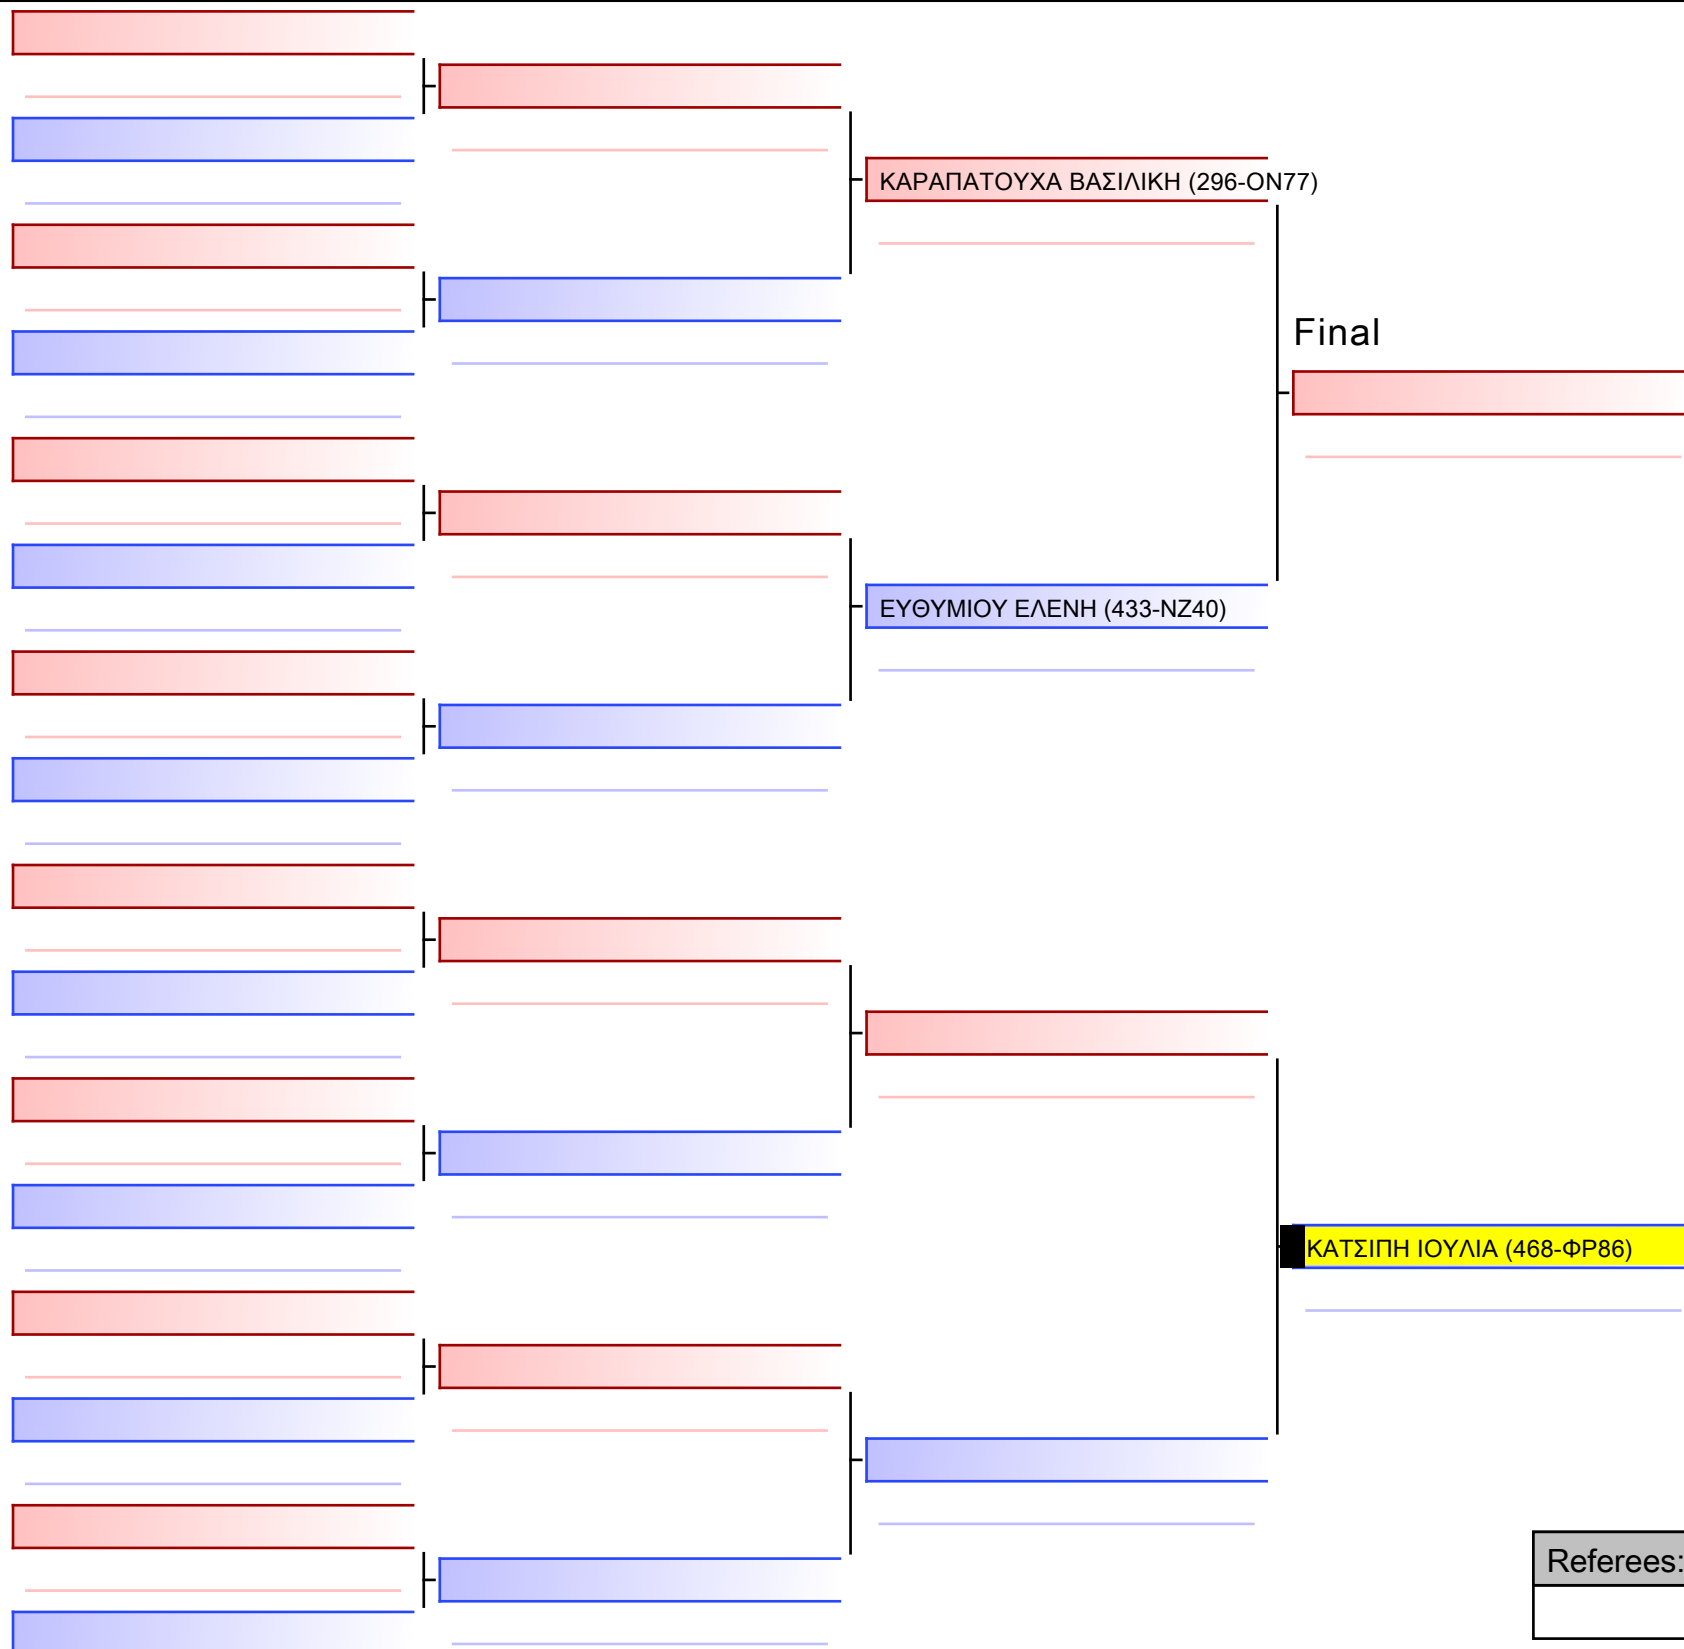 ΚΑΡΑΠΑΤΟΥΧΑ ΒΑΣΙΛΙΚΗ (296-ΟΝ77)
Final
ΕΥΘΥΜΙΟΥ ΕΛΕΝΗ (433-ΝΖ40)
ΚΑΤΣΙΠΗ ΙΟΥΛΙΑ (468-ΦΡ86)
Referees: